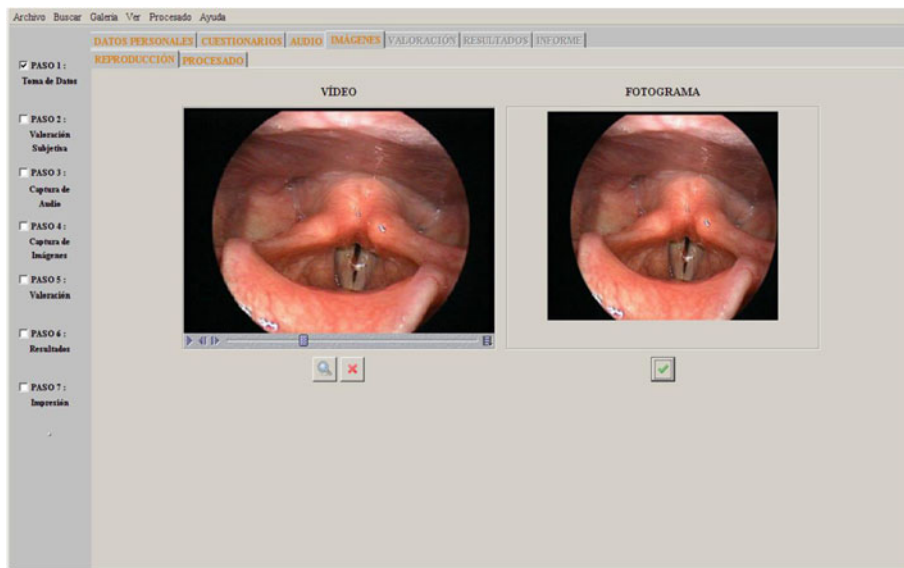 Archivo Buscar Galeria Ver Procesado Ayuda
DATOS PERSONALES CUESTIONARIOS AUDIO IMÁGENES VALORACIÓN RESULTADOS INFORME
REPRODUCCIÓN PROCESADO
PASO 1 :
Toma de Datos
PASO 2 :
Valoración
Subjetiva
PASO 3 :
Captura de
Audio
PASO 4 :
Captura de
Imágenes
PASO 5 :
Valoración
PASO 6 :
Resultados
PASO 7 :
Impresión
VÍDEO
FOTOGRAMA